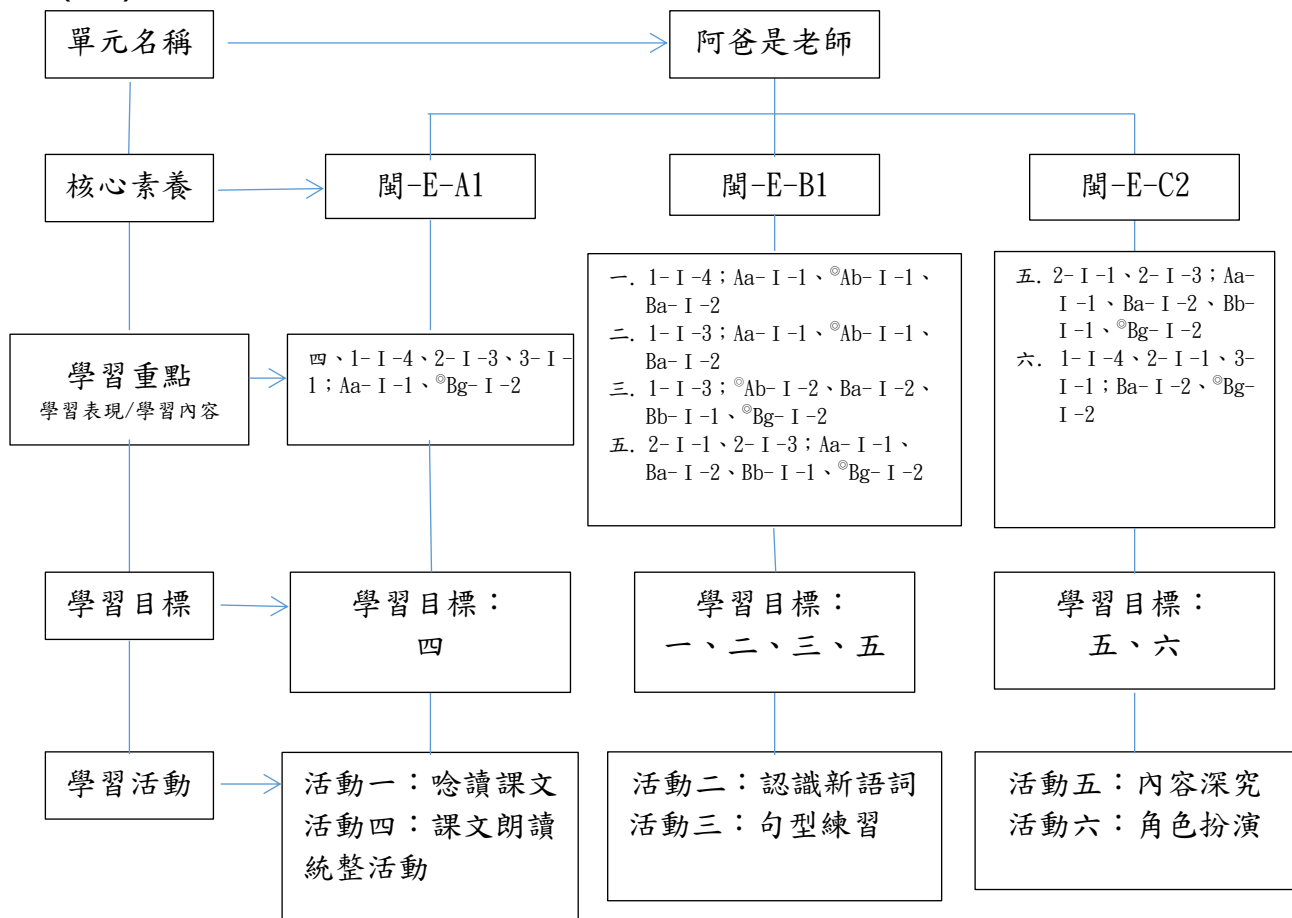 單元名稱
阿爸是老師
核心素養
閩-E-A1
閩-E-B1
閩-E-C2
學習重點
學習表現/學習內容
四、1-Ⅰ-4、2-Ⅰ-3、3-Ⅰ-
1；Aa-Ⅰ-1、◎Bg-Ⅰ-2
一. 1-Ⅰ-4；Aa-Ⅰ-1、◎Ab-Ⅰ-1、
Ba-Ⅰ-2
二. 1-Ⅰ-3；Aa-Ⅰ-1、◎Ab-Ⅰ-1、
Ba-Ⅰ-2
三. 1-Ⅰ-3；◎Ab-Ⅰ-2、Ba-Ⅰ-2、
Bb-Ⅰ-1、◎Bg-Ⅰ-2
五. 2-Ⅰ-1、2-Ⅰ-3；Aa-Ⅰ-1、
Ba-Ⅰ-2、Bb-Ⅰ-1、◎Bg-Ⅰ-2
五. 2-Ⅰ-1、2-Ⅰ-3；Aa-
Ⅰ-1、Ba-Ⅰ-2、Bb-
Ⅰ-1、◎Bg-Ⅰ-2
六. 1-Ⅰ-4、2-Ⅰ-1、3-
Ⅰ-1；Ba-Ⅰ-2、◎Bg-
Ⅰ-2
學習目標
學習目標：
四
學習目標：
一、二、三、五
學習目標：
五、六
學習活動
活動一：唸讀課文
活動四：課文朗讀
統整活動
活動二：認識新語詞
活動三：句型練習
活動五：內容深究
活動六：角色扮演